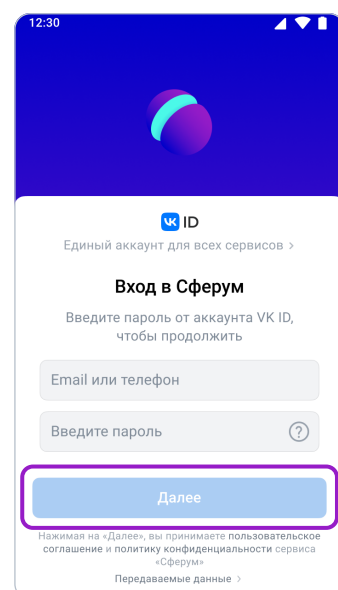 12:30
VK ID
Единый аккаунт для всех сервисов >
Вход в Сферум
Введите пароль от аккаунта VK ID,
чтобы продолжить
Email или телефон
Введите пароль ?
Далее
Нажимая на «Далее», вы принимаете пользовательское
соглашение и политику конфиденциальности сервиса
«Сферум»
Передаваемые данные >